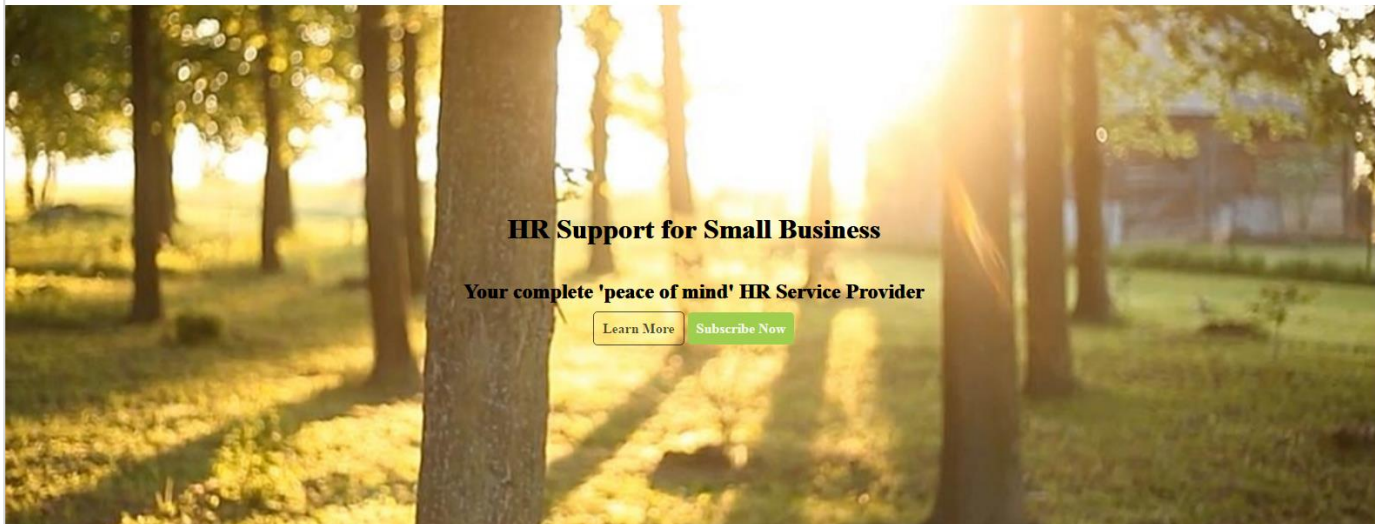 HR Support for Small Business
Your complete 'peace of mind' HR Service Provider
Learn More Subscribe Now